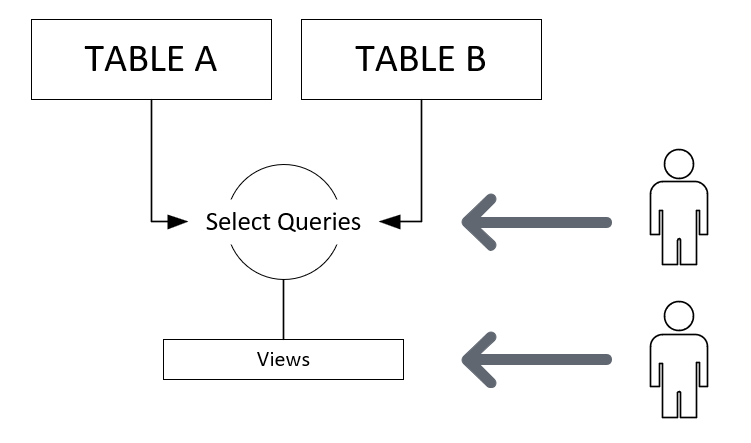 TABLE A
TABLE B
Select Queries
Views